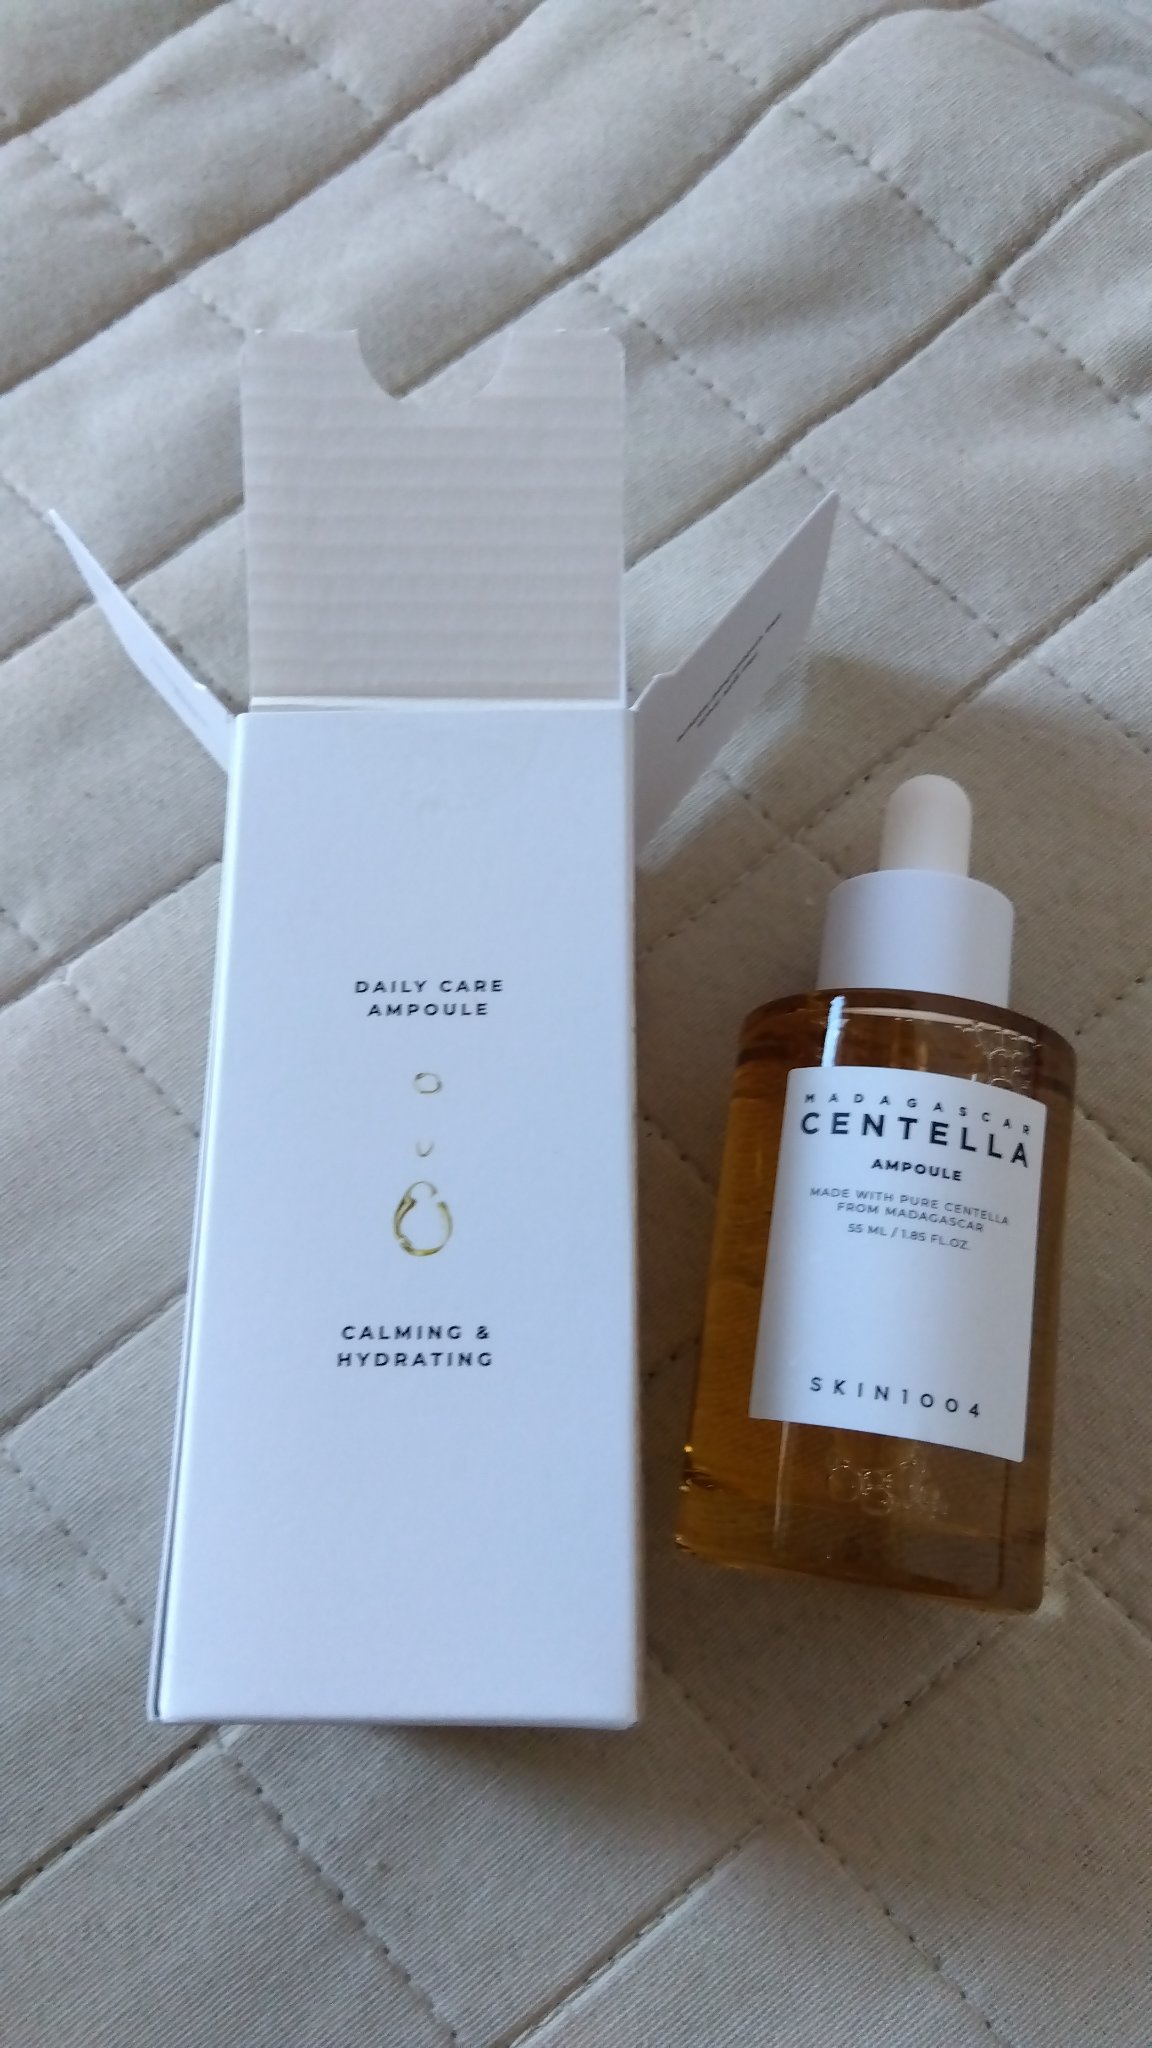 DAILY CARE
AMPOULE
CALMING &
HYDRATING
MADAGASCAR
CENTELLA
AMPOULE
MADE WITH PURE CENTELLA
FROM MADAGASCAR
55 ML / 1.85 FL.OZ.
SKIN1004